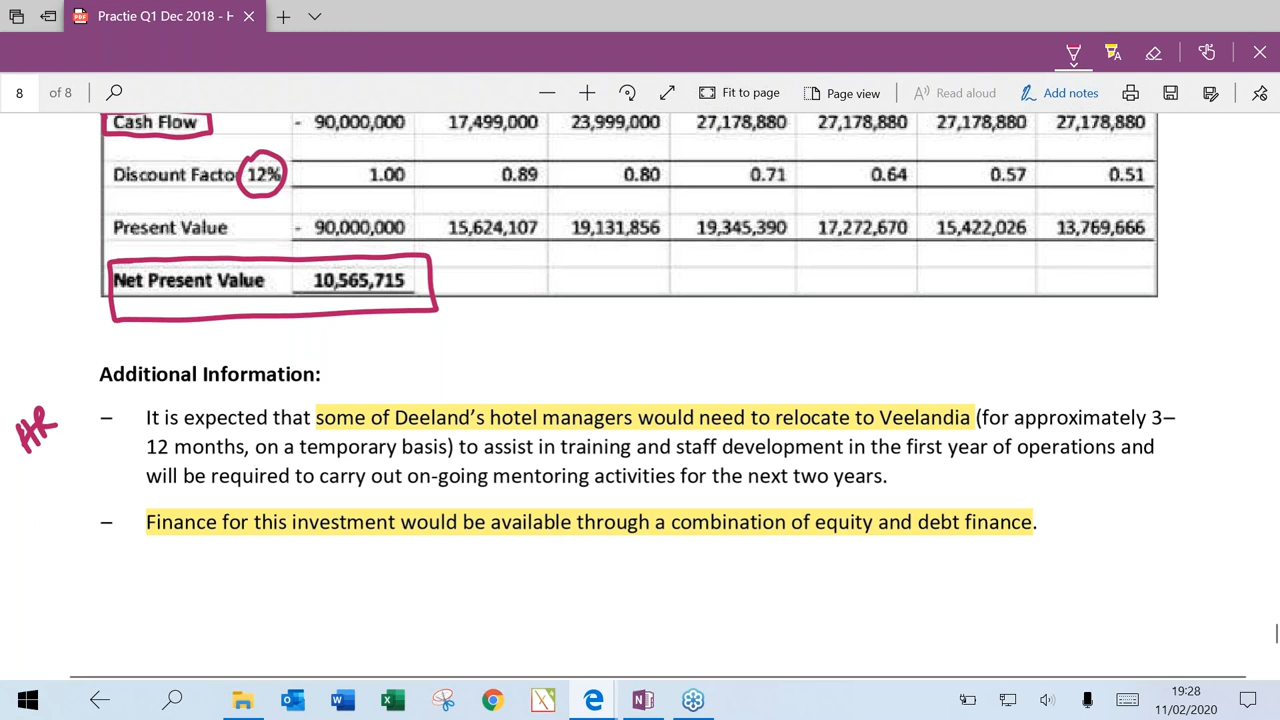 Practie Q1 Dec 2018 - H
8 of 8 Fit to page Page view Read aloud Add notes
Cash Flow - 90,000,000 17,499,000 23,999,000 27,178,880 27,178,880 27,178,880 27,178,880
Discount Facto 12% 1.00 0.89 0.80 0.71 0.64 0.57 0.51
Present Value - 90,000,000 15,624,107 19,131,856 19,345,390 17,272,670 15,422,026 13,769,666
Net Present Value 10,565,715
Additional Information:
HR
– It is expected that some of Deeland's hotel managers would need to relocate to Veelandia (for approximately 3–
12 months, on a temporary basis) to assist in training and staff development in the first year of operations and
will be required to carry out on-going mentoring activities for the next two years.
– Finance for this investment would be available through a combination of equity and debt finance.
19:28
11/02/2020